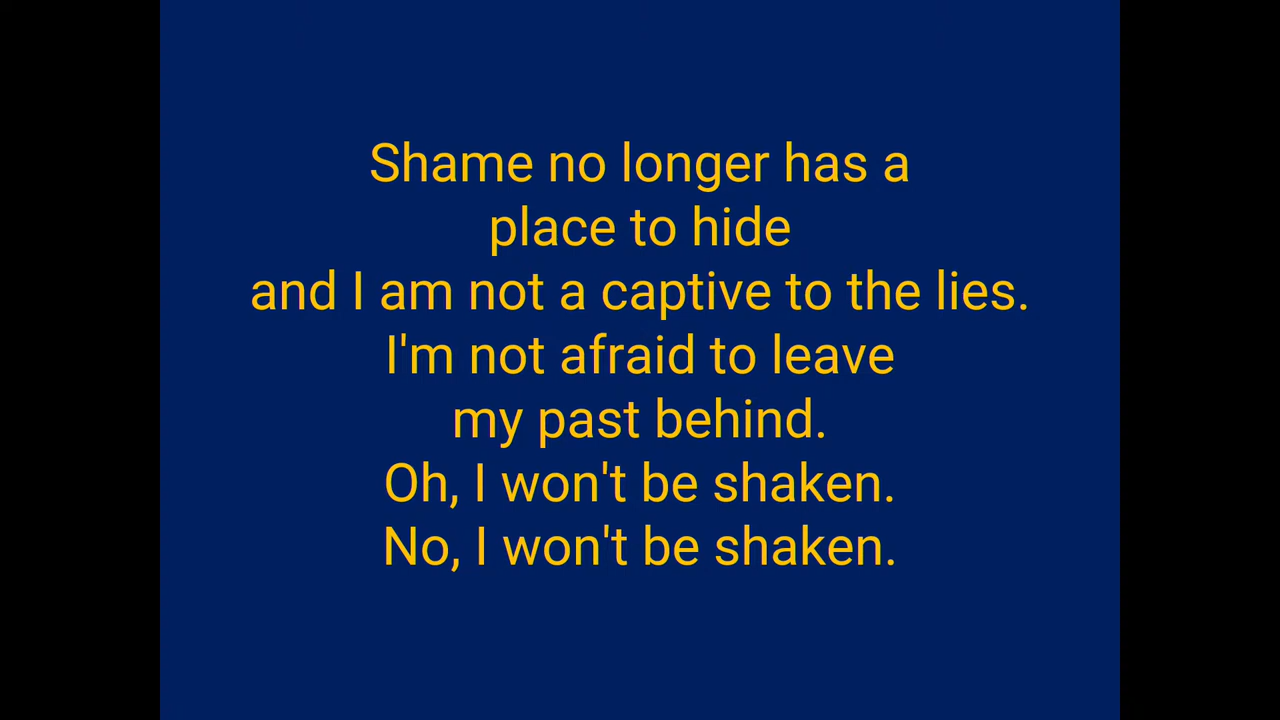 Shame no longer has a
place to hide
and I am not a captive to the lies.
I'm not afraid to leave
my past behind.
Oh, I won't be shaken.
No, I won't be shaken.